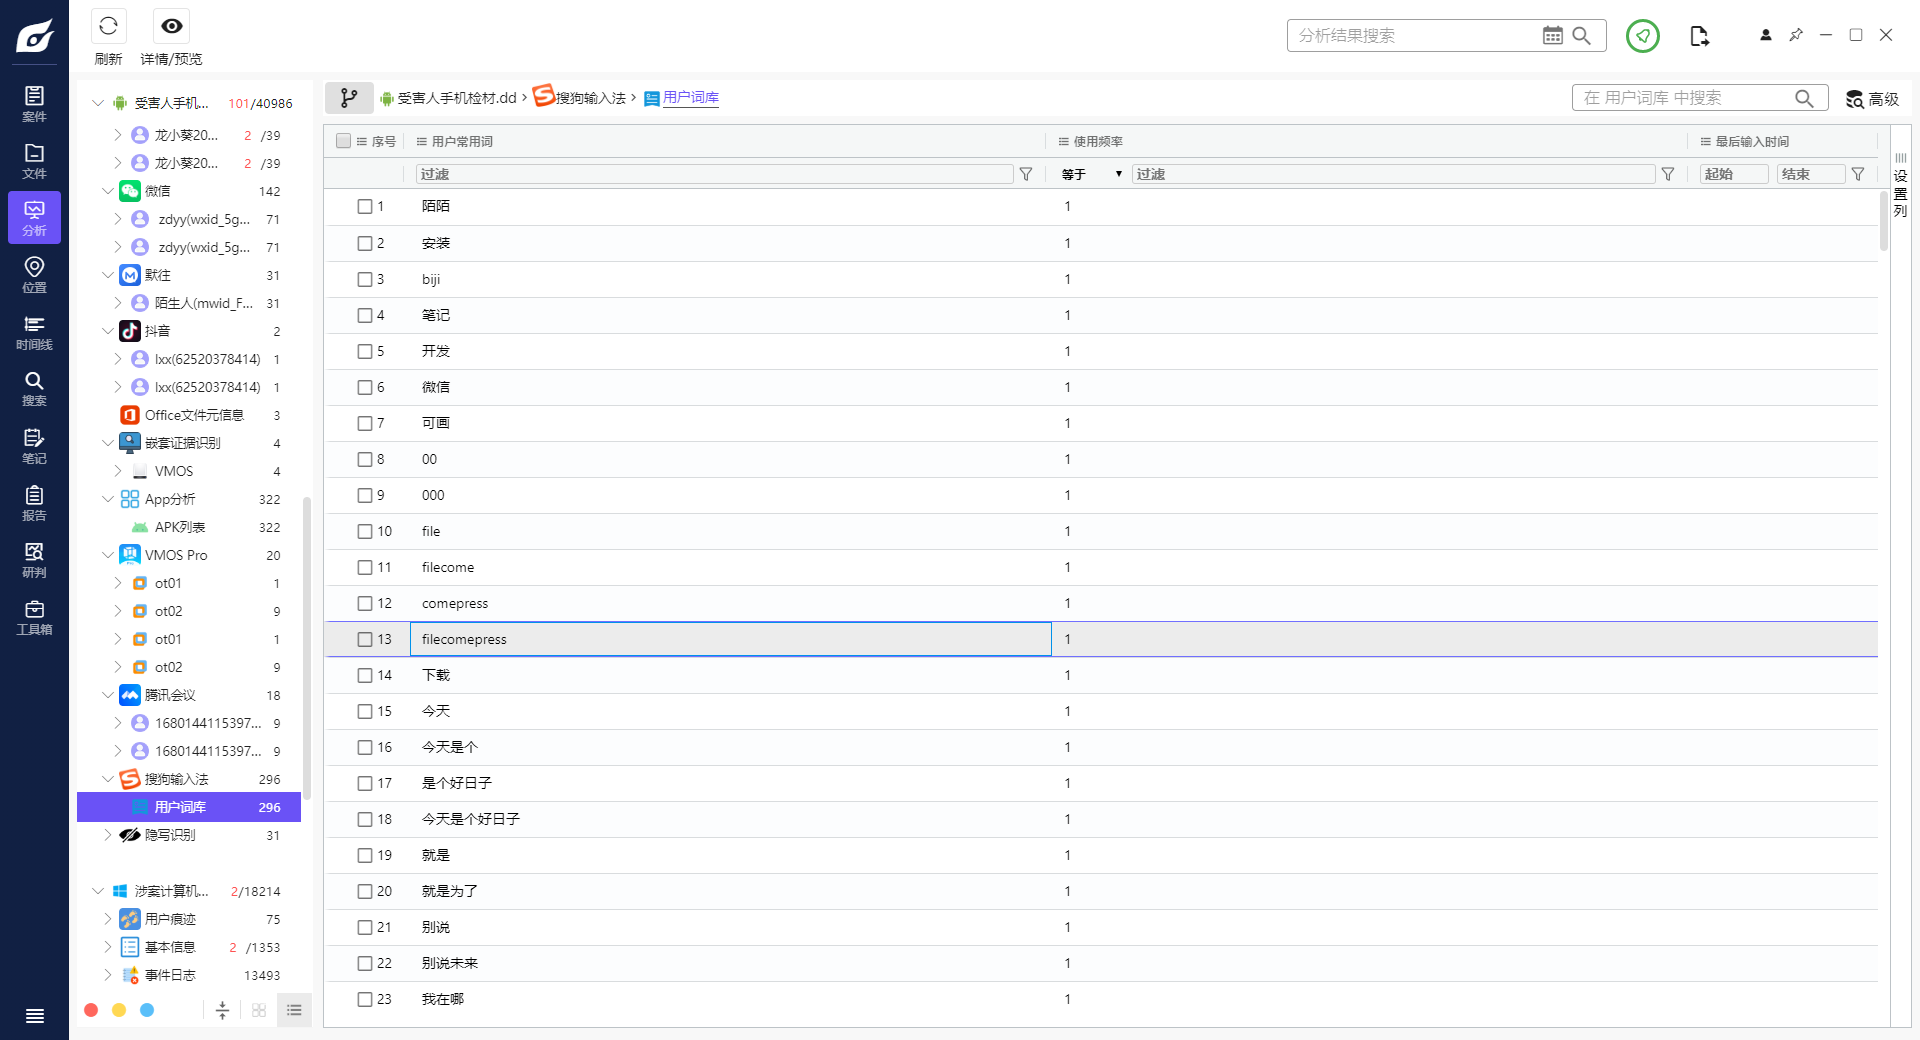 刷新
详情/预览
分析结果搜索
案件
文件
分析
位置
时间线
搜索
笔记
报告
研判
工具箱
受害人手机... 101/40986
龙小葵20... 2 /39
龙小葵20... 2 /39
微信 142
zdyy(wxid_5g... 71
zdyy(wxid_5g... 71
默往 31
陌生人(mwid_F... 31
抖音 2
lxx(62520378414) 1
lxx(62520378414) 1
Office文件元信息 3
嵌套证据识别 4
VMOS 4
App分析 322
APK列表 322
VMOS Pro 20
ot01 1
ot02 9
ot01 1
ot02 9
腾讯会议 18
1680144115397... 9
1680144115397... 9
搜狗输入法 296
用户词库 296
隐写识别 31
涉案计算机... 2/18214
用户痕迹 75
基本信息 2 /1353
事件日志 13493
受害人手机检材.dd › 搜狗输入法 › 用户词库
在 用户词库 中搜索
高级
序号 用户常用词 使用频率 最后输入时间
过滤 等于 过滤 起始 结束
设置列
1 陌陌 1
2 安装 1
3 biji 1
4 笔记 1
5 开发 1
6 微信 1
7 可画 1
8 00 1
9 000 1
10 file 1
11 filecome 1
12 comepress 1
13 filecomepress 1
14 下载 1
15 今天 1
16 今天是个 1
17 是个好日子 1
18 今天是个好日子 1
19 就是 1
20 就是为了 1
21 别说 1
22 别说未来 1
23 我在哪 1